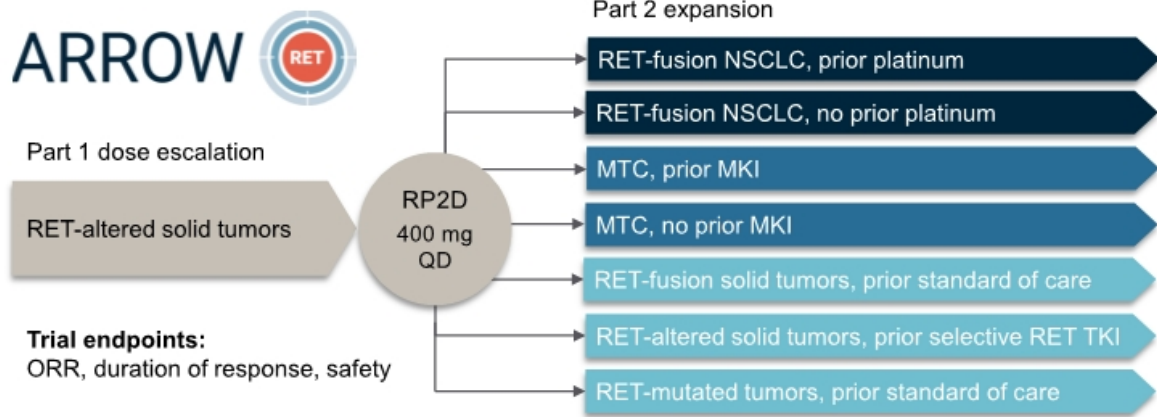 ARROW
RET
Part 1 dose escalation
RET-altered solid tumors
RP2D
400 mg
QD
Trial endpoints:
ORR, duration of response, safety
Part 2 expansion
RET-fusion NSCLC, prior platinum
RET-fusion NSCLC, no prior platinum
MTC, prior MKI
MTC, no prior MKI
RET-fusion solid tumors, prior standard of care
RET-altered solid tumors, prior selective RET TKI
RET-mutated tumors, prior standard of care